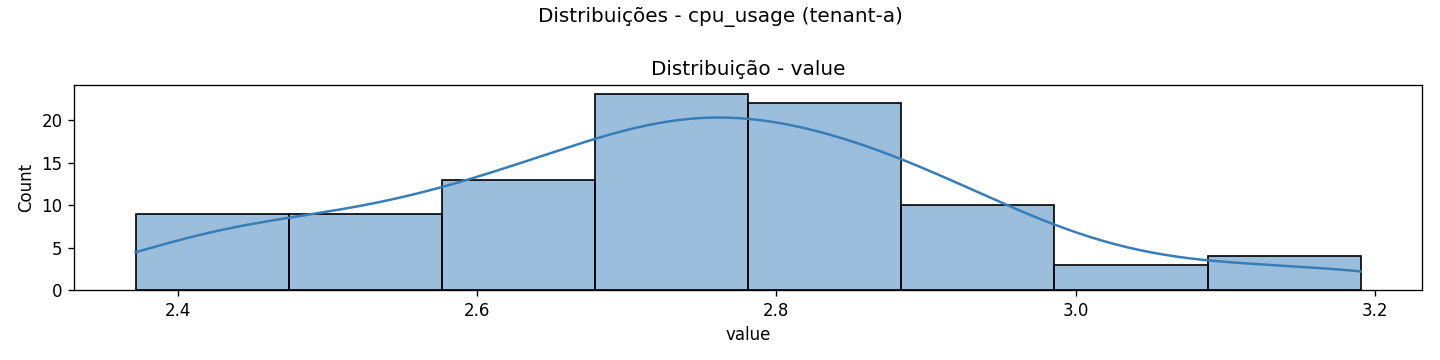 Distribuições - cpu_usage (tenant-a)
Distribuição - value
20
15
10
5
0
Count
2.4 2.6 2.8 3.0 3.2
value